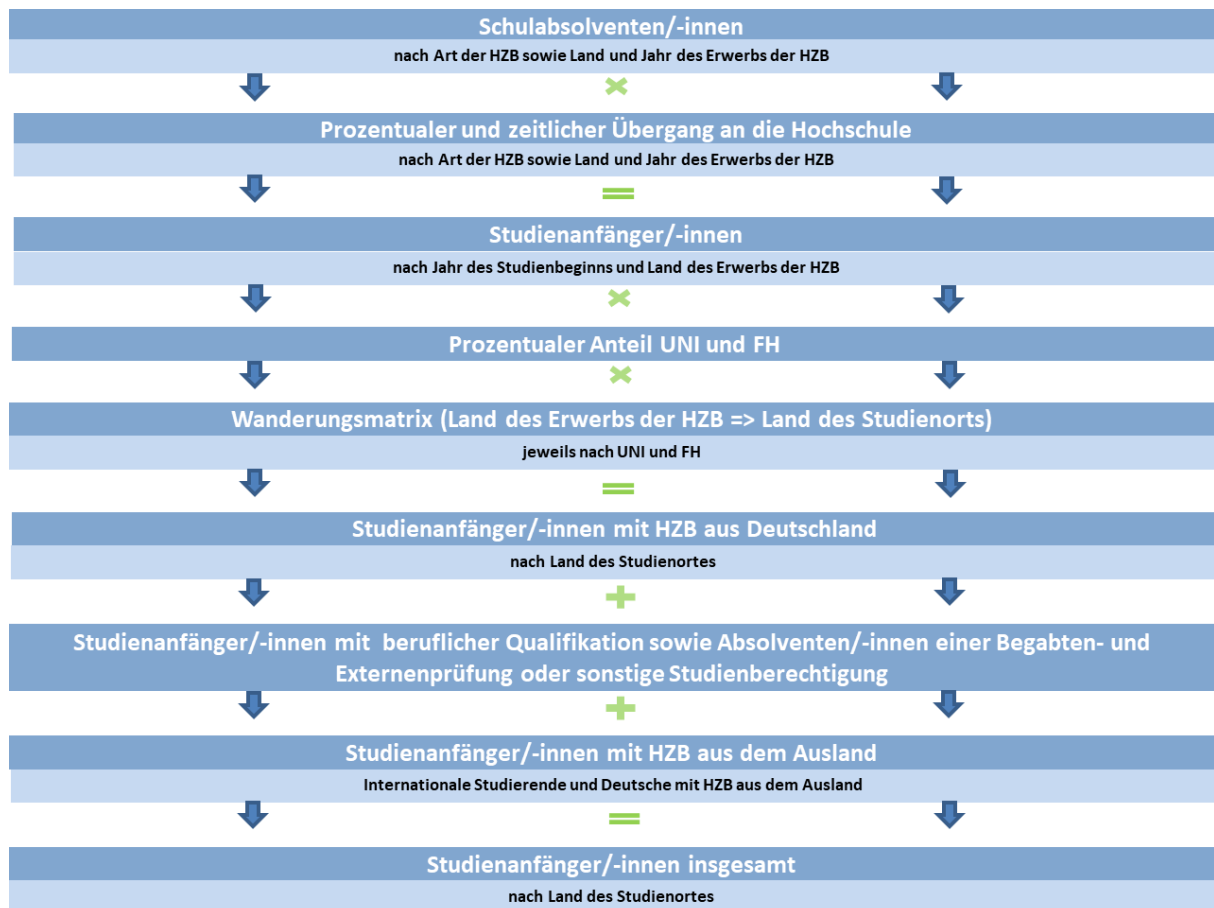 Schulabsolventen/-innen
nach Art der HZB sowie Land und Jahr des Erwerbs der HZB
Prozentualer und zeitlicher Übergang an die Hochschule
nach Art der HZB sowie Land und Jahr des Erwerbs der HZB
Studienanfänger/-innen
nach Jahr des Studienbeginns und Land des Erwerbs der HZB
Prozentualer Anteil UNI und FH
Wanderungsmatrix (Land des Erwerbs der HZB => Land des Studienorts)
jeweils nach UNI und FH
Studienanfänger/-innen mit HZB aus Deutschland
nach Land des Studienortes
Studienanfänger/-innen mit beruflicher Qualifikation sowie Absolventen/-innen einer Begabten- und
Externenprüfung oder sonstige Studienberechtigung
Studienanfänger/-innen mit HZB aus dem Ausland
Internationale Studierende und Deutsche mit HZB aus dem Ausland
Studienanfänger/-innen insgesamt
nach Land des Studienortes